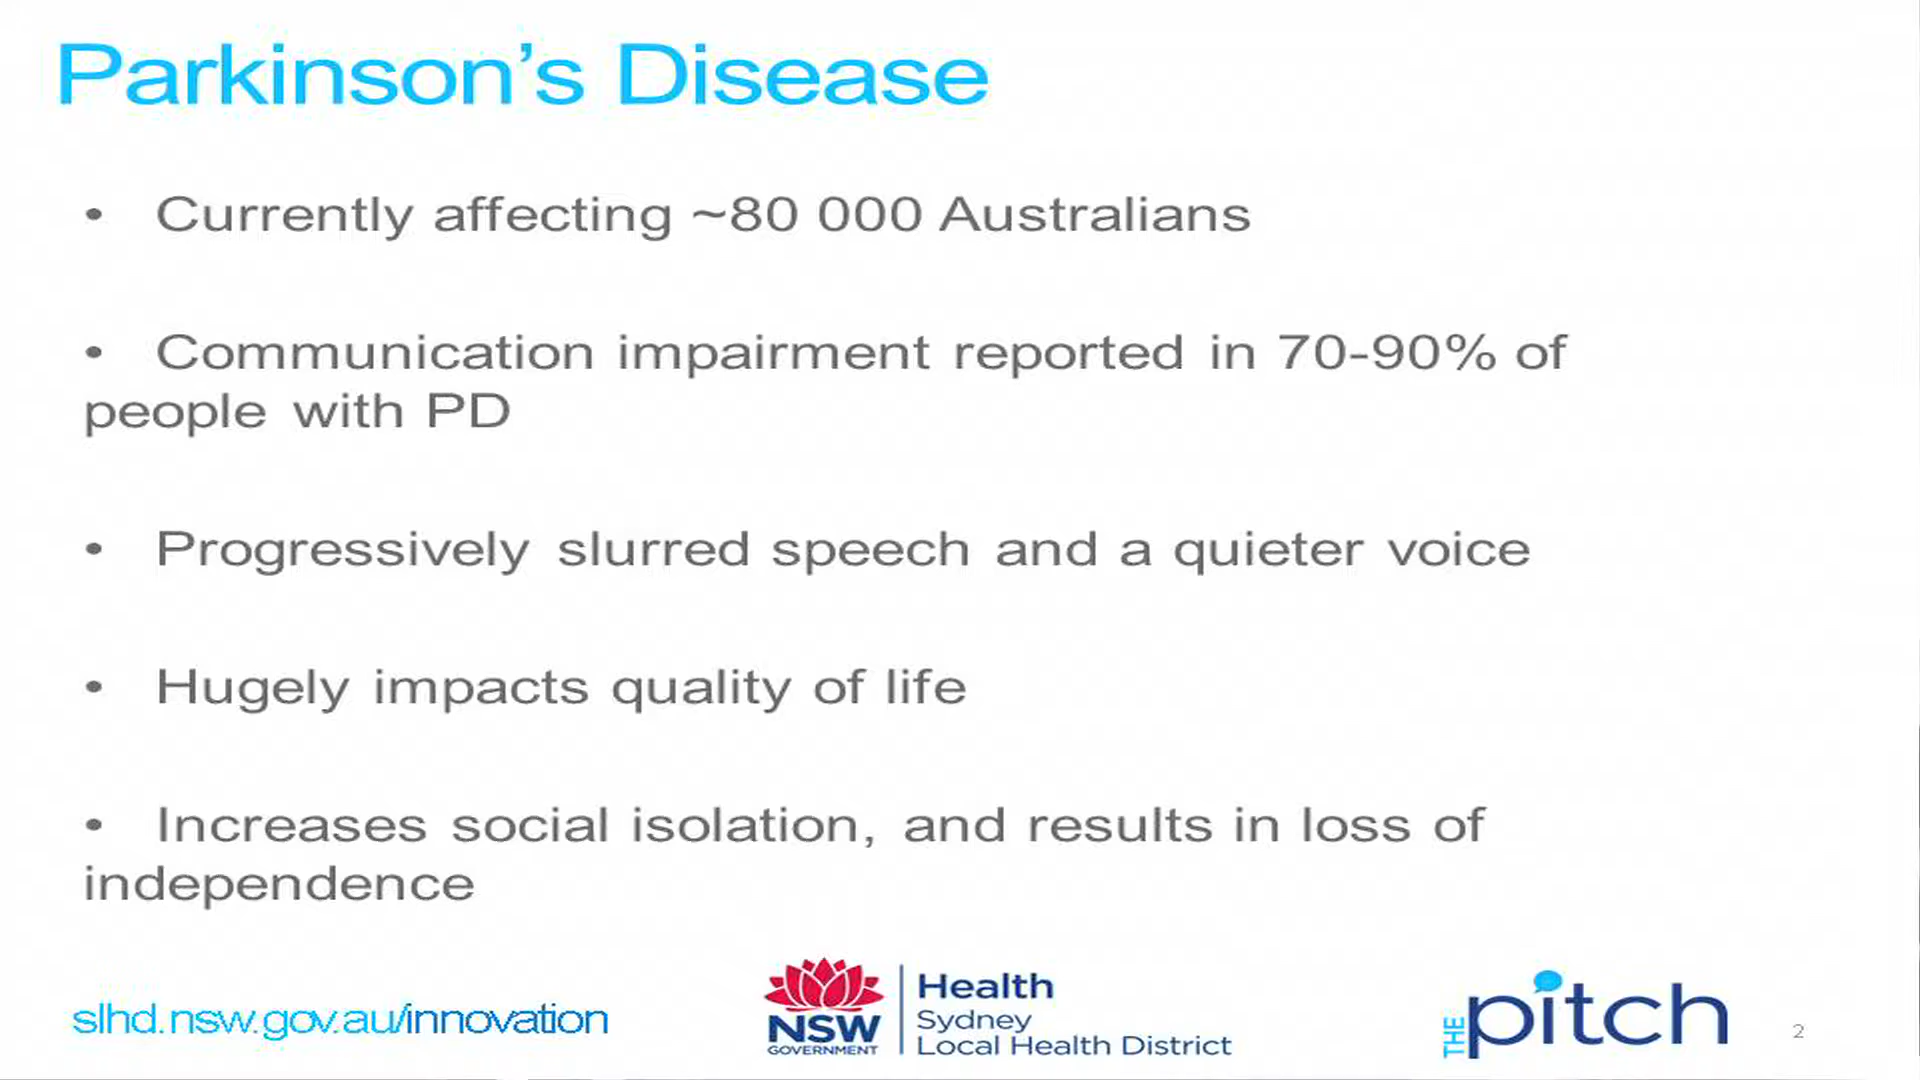 Parkinson’s Disease
• Currently affecting ~80 000 Australians
• Communication impairment reported in 70-90% of
people with PD
• Progressively slurred speech and a quieter voice
• Hugely impacts quality of life
• Increases social isolation, and results in loss of
independence
slhd.nsw.gov.au/innovation
NSW
GOVERNMENT
Health
Sydney
Local Health District
THE pitch
2